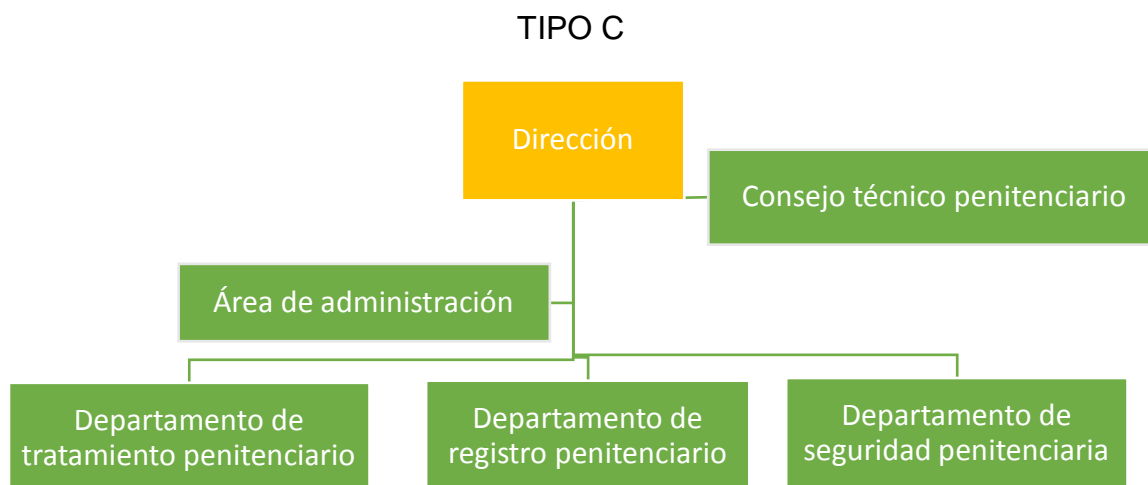 TIPO C
Dirección
Consejo técnico penitenciario
Área de administración
Departamento de
tratamiento penitenciario
Departamento de
registro penitenciario
Departamento de
seguridad penitenciaria